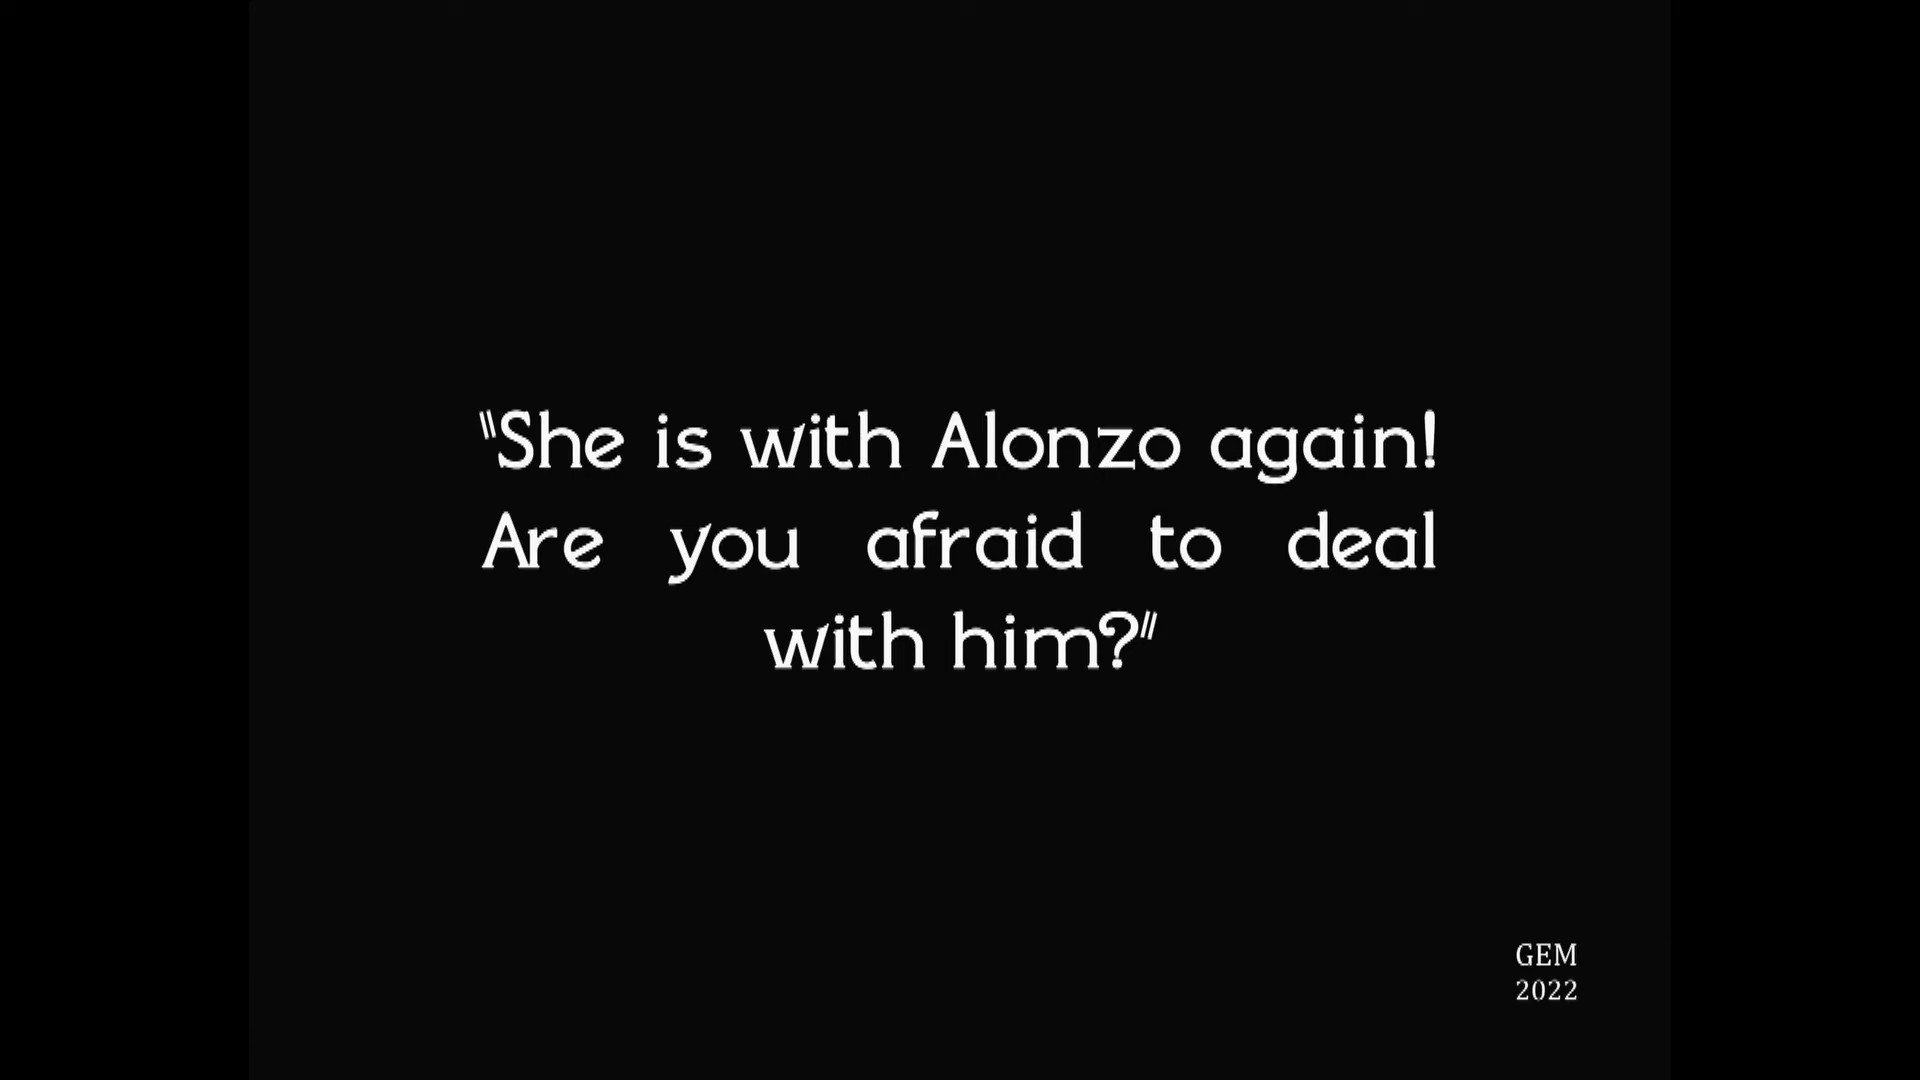 "She is with Alonzo again!
Are you afraid to deal
with him?"
GEM
2022